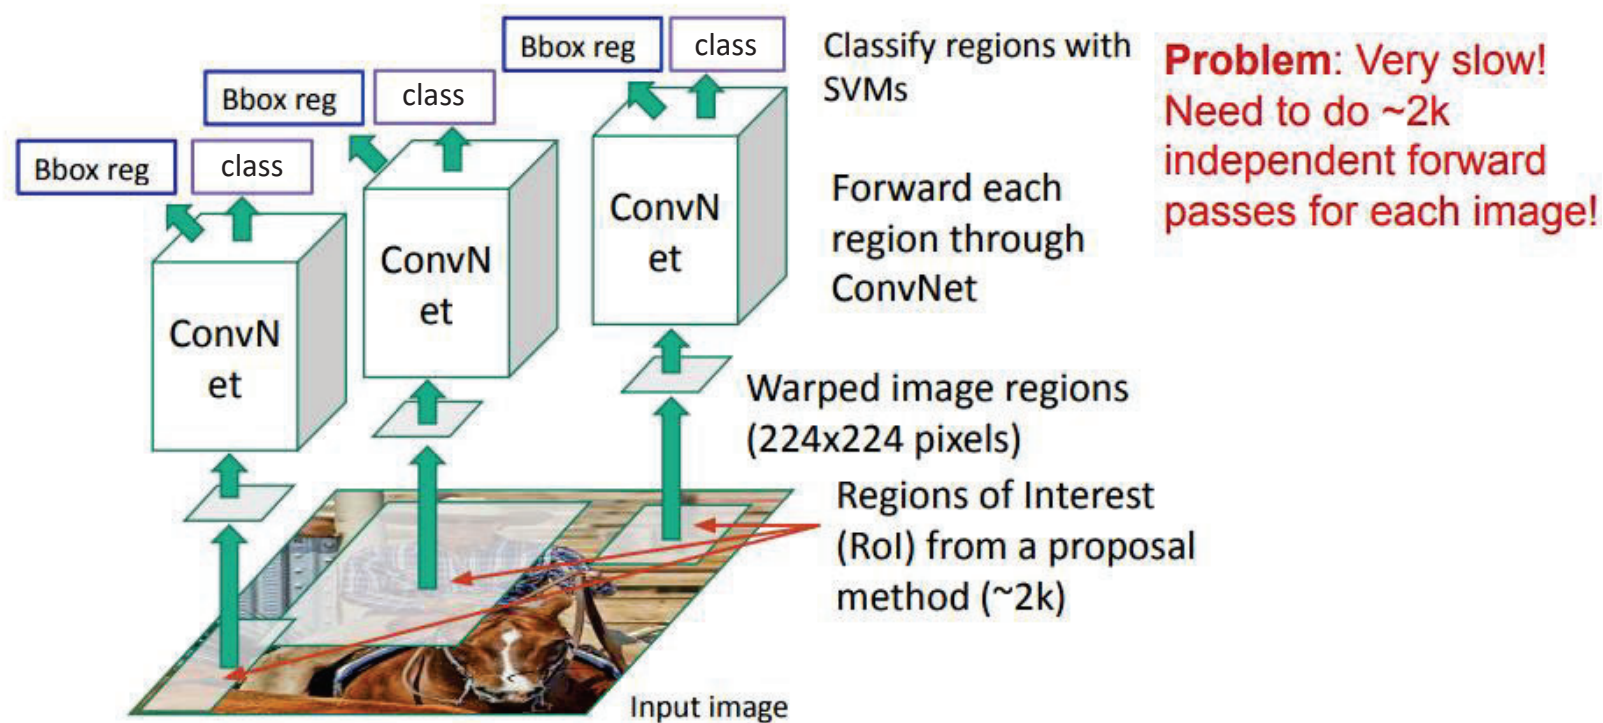 Bbox reg
class
Classify regions with
SVMs
Problem: Very slow!
Need to do ~2k
independent forward
passes for each image!
Bbox reg
class
Bbox reg
class
ConvN
et
Forward each
region through
ConvNet
ConvN
et
ConvN
et
Warped image regions
(224x224 pixels)
Regions of Interest
(RoI) from a proposal
method (~2k)
Input image